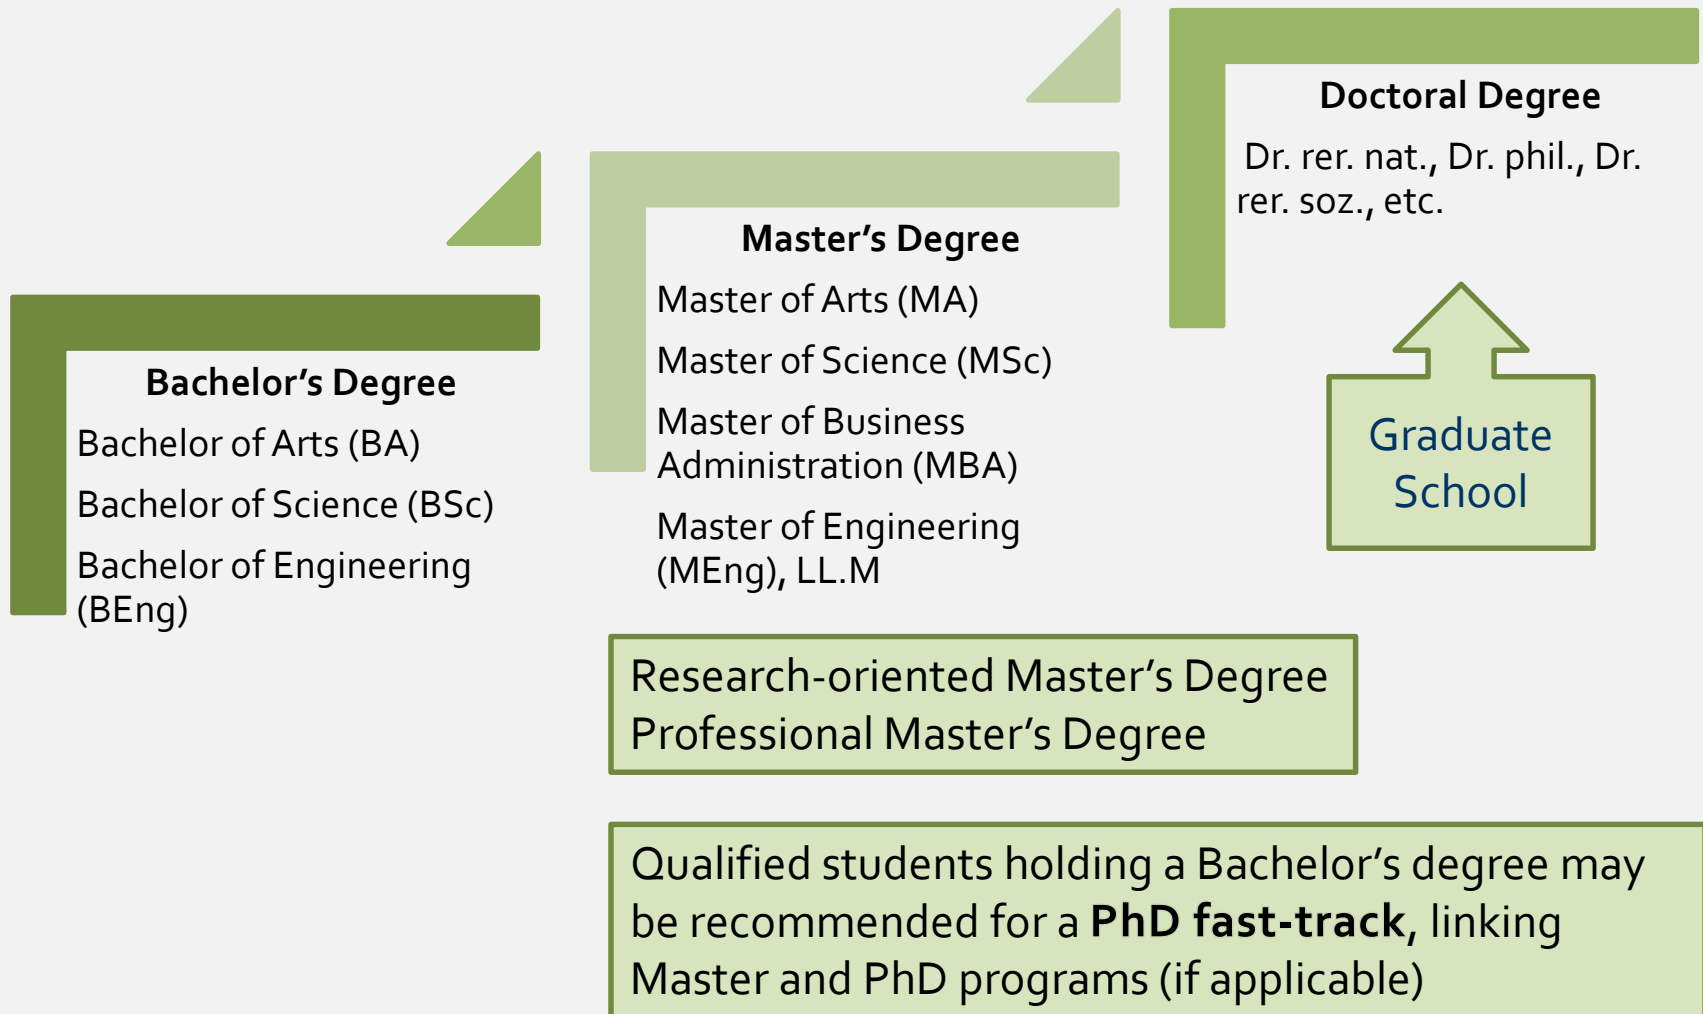 Bachelor’s Degree
Bachelor of Arts (BA)
Bachelor of Science (BSc)
Bachelor of Engineering
(BEng)
Master’s Degree
Master of Arts (MA)
Master of Science (MSc)
Master of Business
Administration (MBA)
Master of Engineering
(MEng), LL.M
Doctoral Degree
Dr. rer. nat., Dr. phil., Dr.
rer. soz., etc.
Graduate
School
Research-oriented Master’s Degree
Professional Master’s Degree
Qualified students holding a Bachelor’s degree may
be recommended for a PhD fast-track, linking
Master and PhD programs (if applicable)